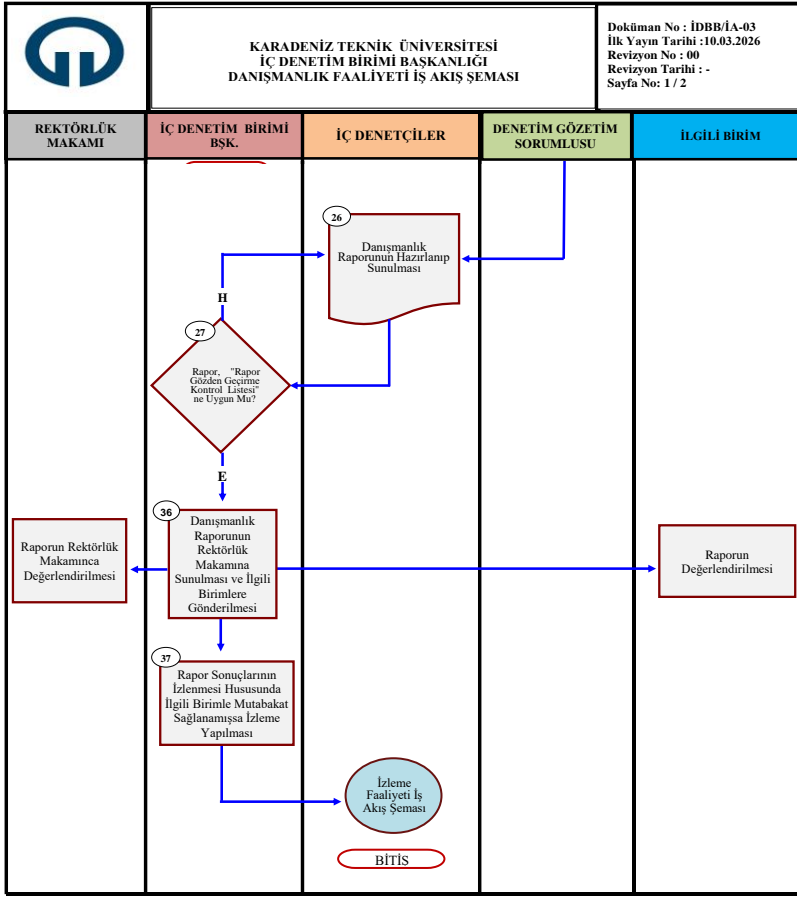 KARADENİZ TEKNİK ÜNİVERSİTESİ
İÇ DENETİM BİRİMİ BAŞKANLIĞI
DANIŞMANLIK FAALİYETİ İŞ AKIŞ ŞEMASI
Doküman No : İDBB/İA-03
İlk Yayın Tarihi :10.03.2026
Revizyon No : 00
Revizyon Tarihi : -
Sayfa No: 1 / 2
REKTÖRLÜK
MAKAMI
İÇ DENETİM BİRİMİ
BŞK.
İÇ DENETÇİLER
DENETİM GÖZETİM
SORUMLUSU
İLGİLİ BİRİM
26
Danışmanlık
Raporunun Hazırlanıp
Sunulması
H
27
Rapor, "Rapor
Gözden Geçirme
Kontrol Listesi"
ne Uygun Mu?
E
36
Danışmanlık
Raporunun
Rektörlük
Makamına
Sunulması ve İlgili
Birimlere
Gönderilmesi
Raporun Rektörlük
Makamınca
Değerlendirilmesi
Raporun
Değerlendirilmesi
37
Rapor Sonuçlarının
İzlenmesi Hususunda
İlgili Birimle Mutabakat
Sağlanamışsa İzleme
Yapılması
İzleme
Faaliyeti İş
Akış Şeması
BİTİS